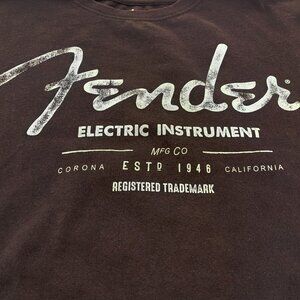 Fender
ELECTRIC INSTRUMENT
MFG CO
CORONA ESTD 1946 CALIFORNIA
REGISTERED TRADEMARK